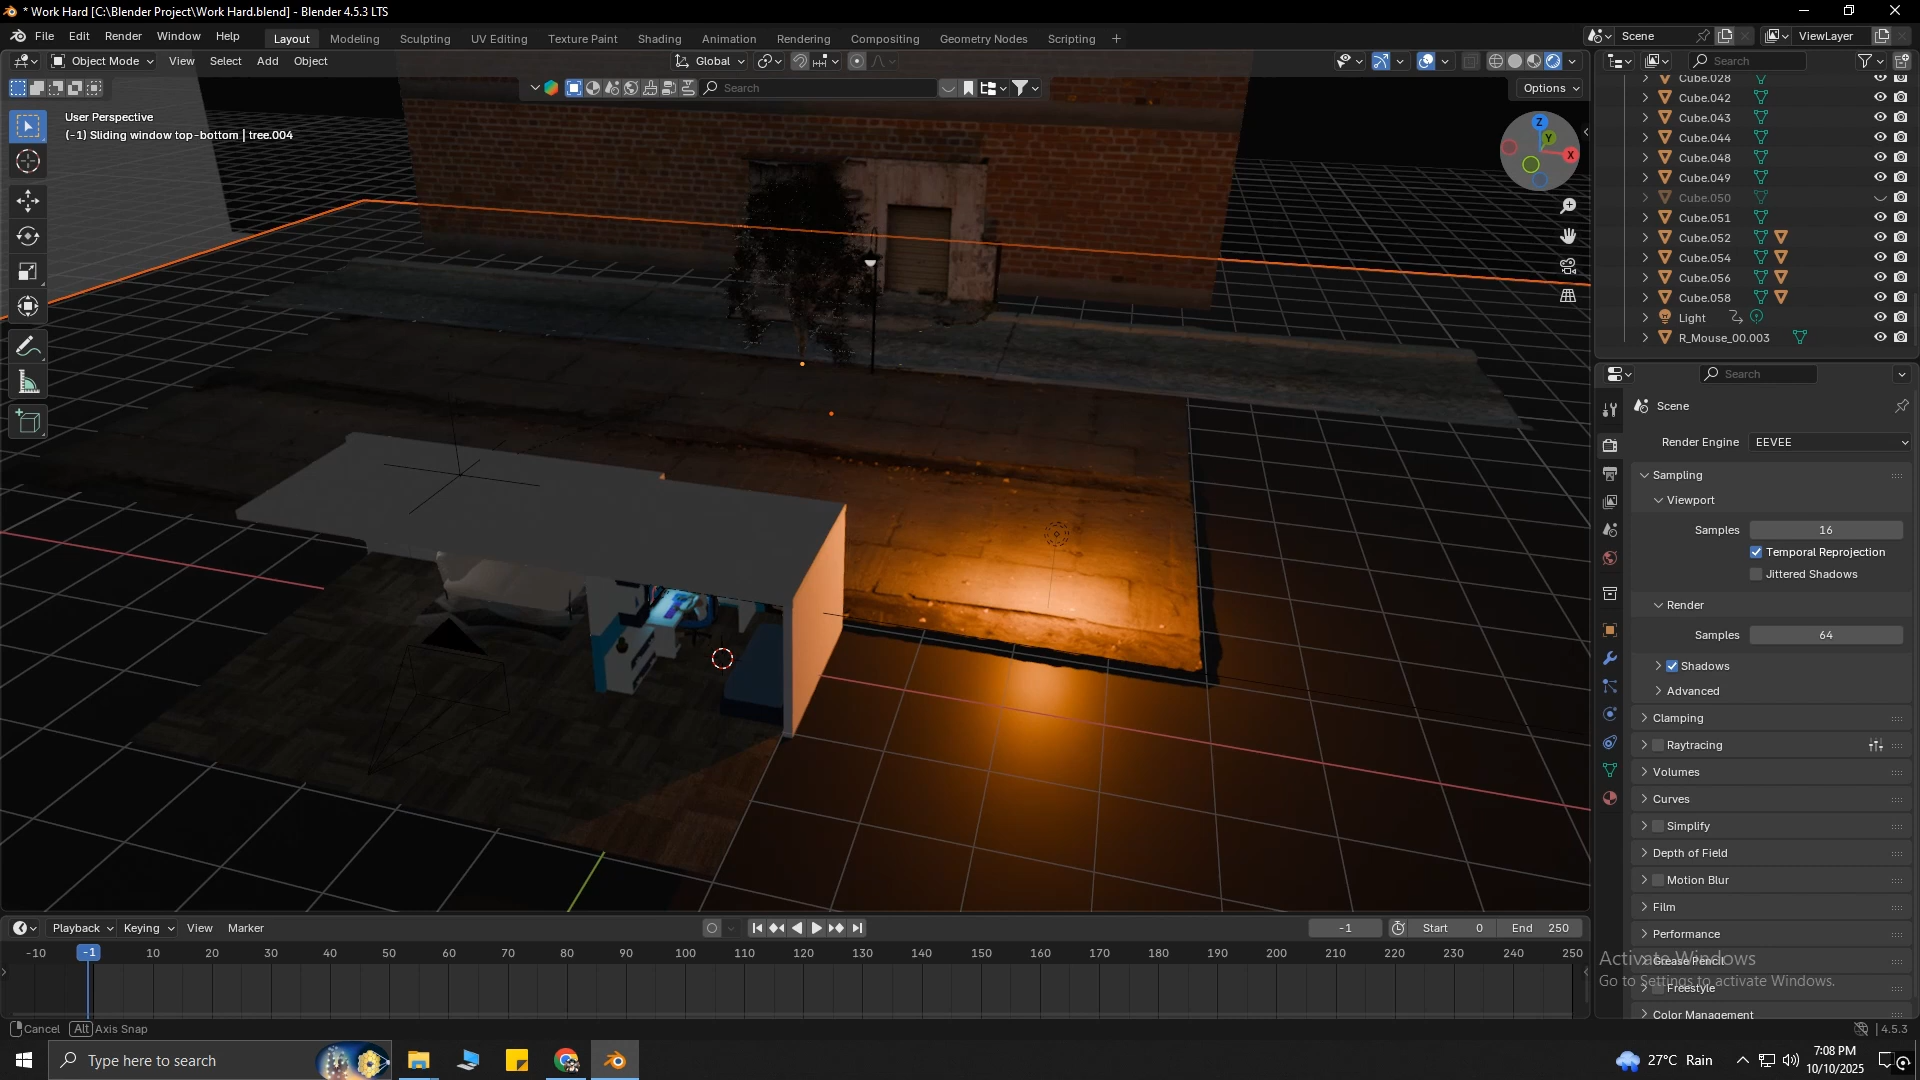 * Work Hard [C:\Blender Project\Work Hard.blend] - Blender 4.5.3 LTS
File Edit Render Window Help Layout Modeling Sculpting UV Editing Texture Paint Shading Animation Rendering Compositing Geometry Nodes Scripting + Scene ViewLayer
Object Mode View Select Add Object Global Search
Search Options
User Perspective
(-1) Sliding window top-bottom | tree.004
Z
Y
X
Cube.028
Cube.042
Cube.043
Cube.044
Cube.048
Cube.049
Cube.050
Cube.051
Cube.052
Cube.054
Cube.056
Cube.058
Light
R_Mouse_00.003
Search
Scene
Render Engine EEVEE
Sampling
Viewport
Samples 16
Temporal Reprojection
Jittered Shadows
Render
Samples 64
Shadows
Advanced
Clamping
Raytracing
Volumes
Curves
Simplify
Depth of Field
Motion Blur
Film
Performance
Grease Pencil
Freestyle
Color Management
Activate Windows
Go to Settings to activate Windows.
Playback Keying View Marker -1 Start 0 End 250
-10 -1 10 20 30 40 50 60 70 80 90 100 110 120 130 140 150 160 170 180 190 200 210 220 230 240 250
Cancel Alt Axis Snap 4.5.3
Type here to search 27°C Rain 7:08 PM
10/10/2025